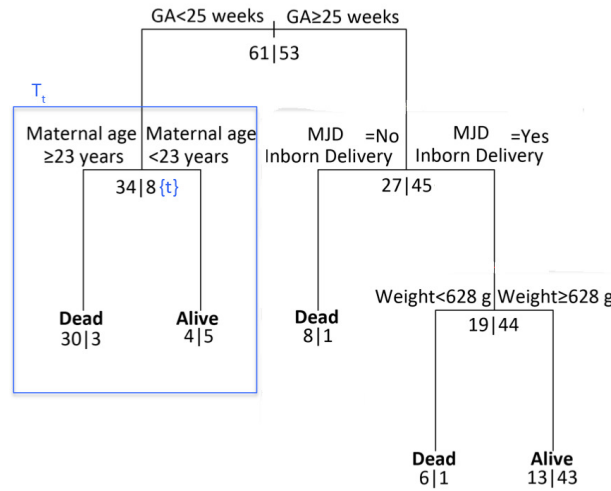 GA<25 weeks GA≥25 weeks
61|53
T_t
Maternal age ≥23 years
Maternal age <23 years
34|8 {t}
MJD =No
Inborn Delivery
MJD =Yes
Inborn Delivery
27|45
Dead
30|3
Alive
4|5
Dead
8|1
Weight<628 g Weight≥628 g
19|44
Dead
6|1
Alive
13|43